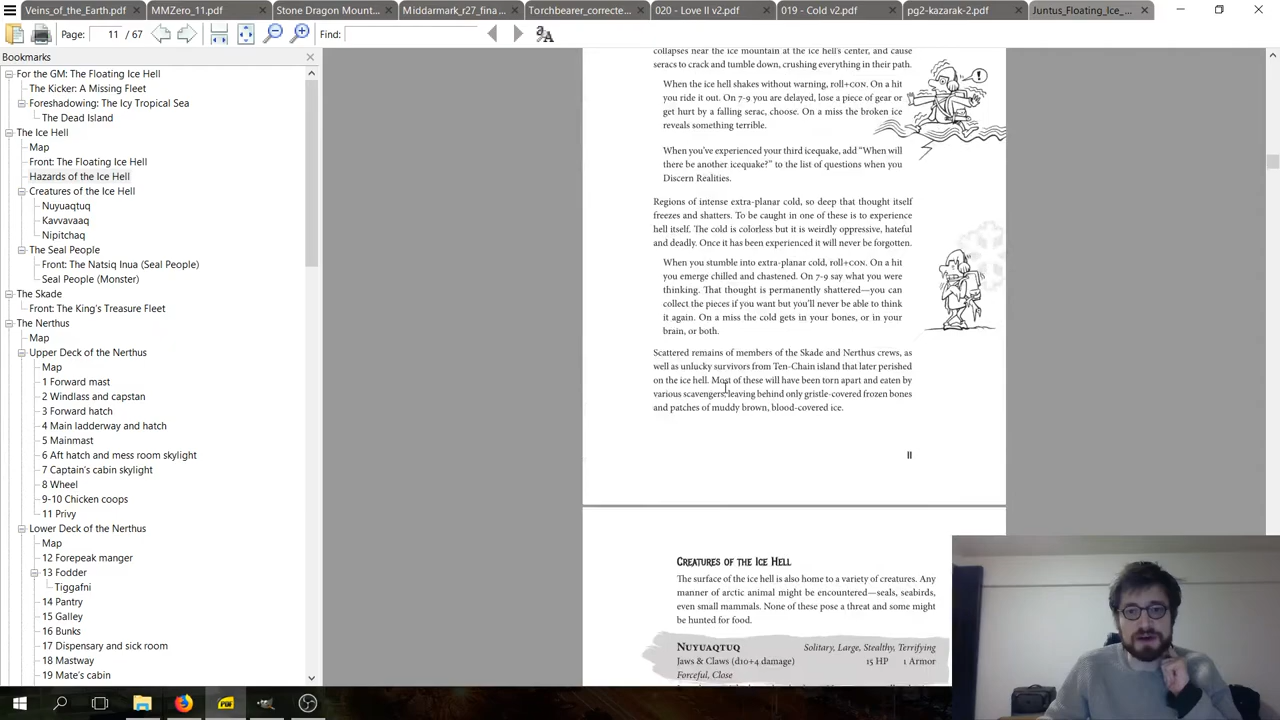 Veins_of_the_Earth.pdf
MMZero_11.pdf
Stone Dragon Mount...
Middarmark_r27_fina...
Torchbearer_correcte...
020 - Love II v2.pdf
019 - Cold v2.pdf
pg2-kazarak-2.pdf
Juntus_Floating_Ice_...
Page: 11 / 67
Find:
Bookmarks
For the GM: The Floating Ice Hell
The Kicker: A Missing Fleet
Foreshadowing: The Icy Tropical Sea
The Dead Island
The Ice Hell
Map
Front: The Floating Ice Hell
Hazards of the Ice Hell
Creatures of the Ice Hell
Nuyuaqtuq
Kavvavaaq
Nipitchaq
The Seal People
Front: The Natsiq Inua (Seal People)
Seal People (Monster)
The Skade
Front: The King's Treasure Fleet
The Nerthus
Map
Upper Deck of the Nerthus
Map
1 Forward mast
2 Windlass and capstan
3 Forward hatch
4 Main ladderway and hatch
5 Mainmast
6 Aft hatch and mess room skylight
7 Captain's cabin skylight
8 Wheel
9-10 Chicken coops
11 Privy
Lower Deck of the Nerthus
Map
12 Forepeak manger
13 Fodder
Tiggafni
14 Pantry
15 Galley
16 Bunks
17 Dispensary and sick room
18 Mastway
19 Mate's cabin
collapses near the ice mountain at the ice hell's center, and cause
seracs to crack and tumble down, crushing everything in their path.
When the ice hell shakes without warning, roll+CON. On a hit
you ride it out. On 7-9 you are delayed, lose a piece of gear or
get hurt by a falling serac, choose. On a miss the broken ice
reveals something terrible.
When you've experienced your third icequake, add “When will
there be another icequake?” to the list of questions when you
Discern Realities.
Regions of intense extra-planar cold, so deep that thought itself
freezes and shatters. To be caught in one of these is to experience
hell itself. The cold is colorless but it is weirdly oppressive, hateful
and deadly. Once it has been experienced it will never be forgotten.
When you stumble into extra-planar cold, roll+CON. On a hit
you emerge chilled and chastened. On 7-9 say what you were
thinking. That thought is permanently shattered—you can
collect the pieces if you want but you'll never be able to think
it again. On a miss the cold gets in your bones, or in your
brain, or both.
Scattered remains of members of the Skade and Nerthus crews, as
well as unlucky survivors from Ten-Chain island that later perished
on the ice hell. Most of these will have been torn apart and eaten by
various scavengers, leaving behind only gristle-covered frozen bones
and patches of muddy brown, blood-covered ice.
11
!
Creatures of the Ice Hell
The surface of the ice hell is also home to a variety of creatures. Any
manner of arctic animal might be encountered—seals, seabirds,
even small mammals. None of these pose a threat and some might
be hunted for food.
Nuyuaqtuq Solitary, Large, Stealthy, Terrifying
Jaws & Claws (d10+4 damage) 15 HP 1 Armor
Forceful, Close